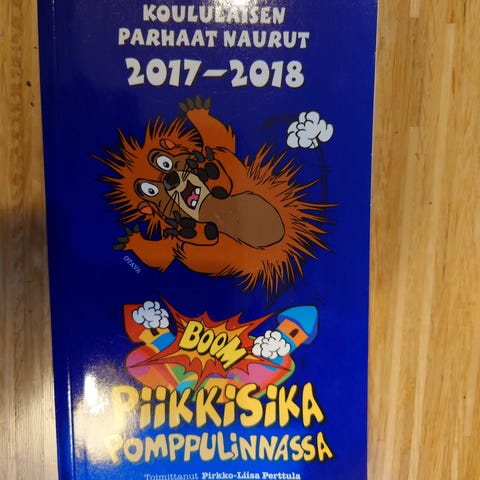 KOULULAISEN
PARHAAT NAURUT
2017–2018
OTAVA
BOOM
PIIKKISIKA
POMPPULINNASSA
Toimittanut Pirkko-Liisa Perttula